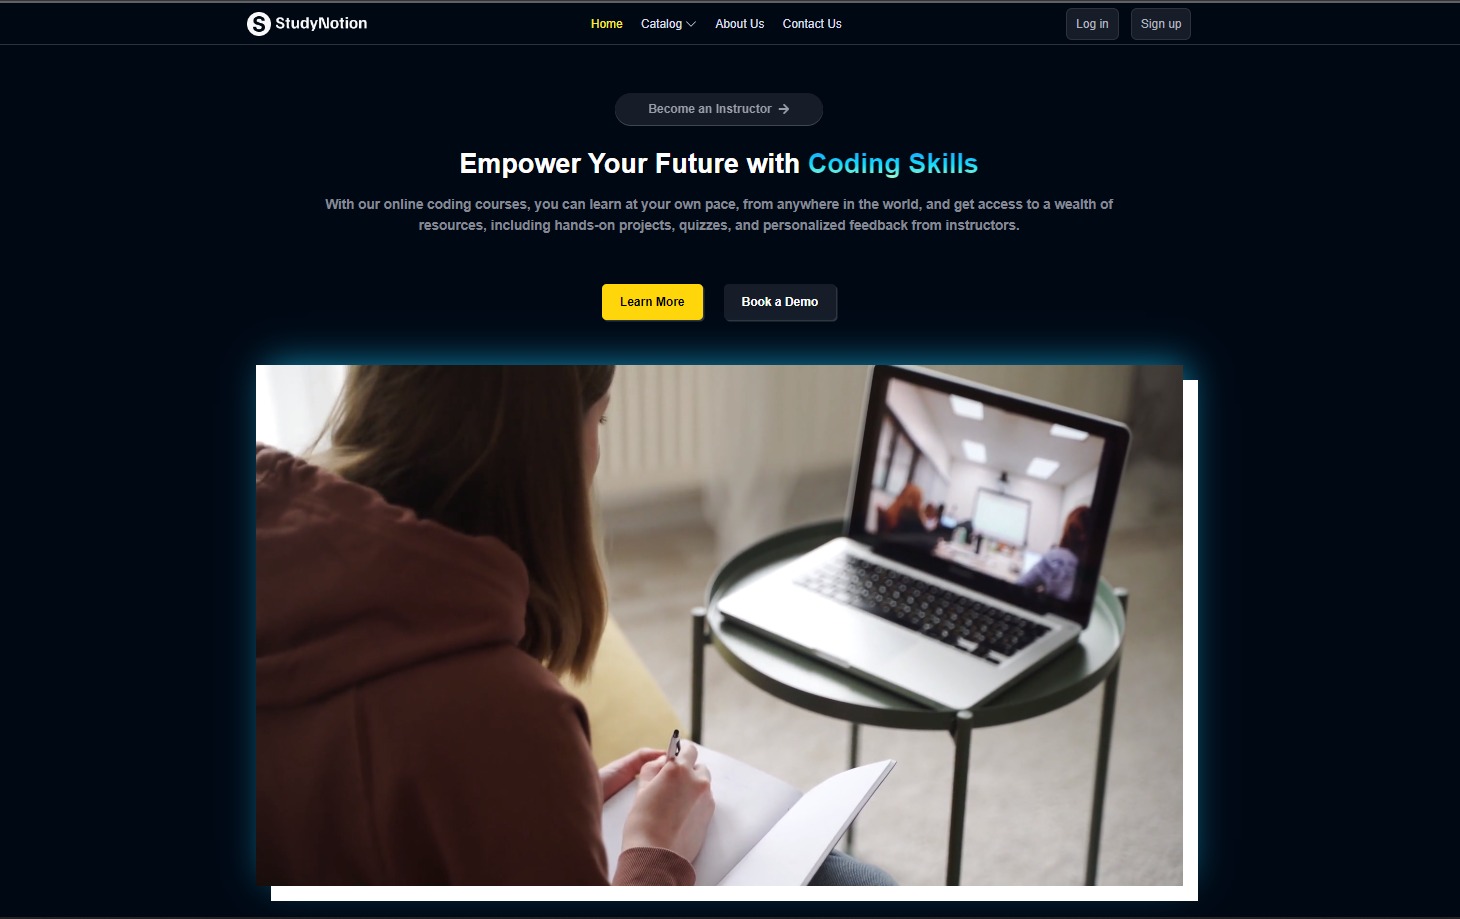 StudyNotion
Home Catalog About Us Contact Us
Log in Sign up
Become an Instructor →
Empower Your Future with Coding Skills
With our online coding courses, you can learn at your own pace, from anywhere in the world, and get access to a wealth of
resources, including hands-on projects, quizzes, and personalized feedback from instructors.
Learn More Book a Demo